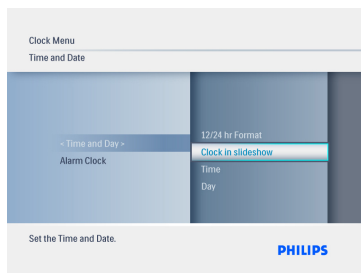 Clock Menu
Time and Date
« Time and Day »
Alarm Clock
12/24 hr Format
Clock in slideshow
Time
Day
Set the Time and Date.
PHILIPS